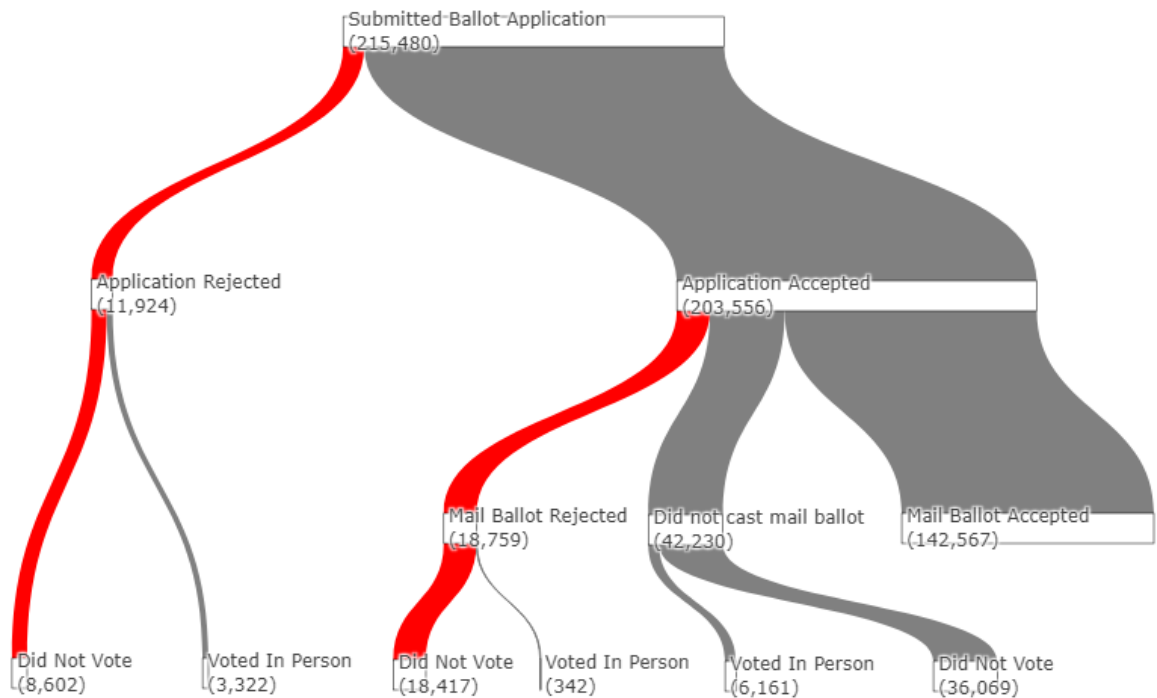 Submitted Ballot Application
(215,480)
Application Rejected
(11,924)
Application Accepted
(203,556)
Mail Ballot Rejected
(18,759)
Did not cast mail ballot
(42,230)
Mail Ballot Accepted
(142,567)
Did Not Vote
(8,602)
Voted In Person
(3,322)
Did Not Vote
(18,417)
Voted In Person
(342)
Voted In Person
(6,161)
Did Not Vote
(36,069)